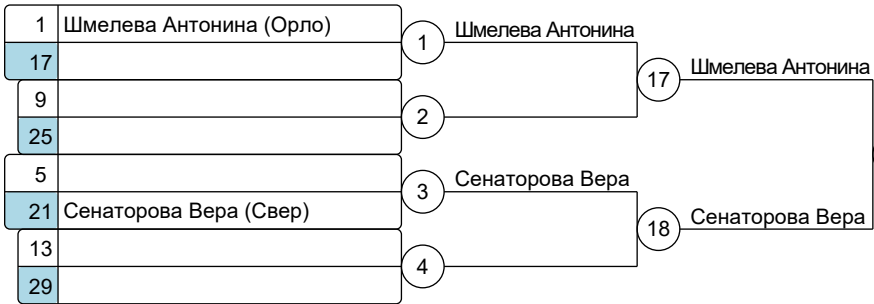 1 Шмелева Антонина (Орло)
17
1 Шмелева Антонина
9
25
2
17 Шмелева Антонина
5
21 Сенаторова Вера (Свер)
3 Сенаторова Вера
13
29
4
18 Сенаторова Вера